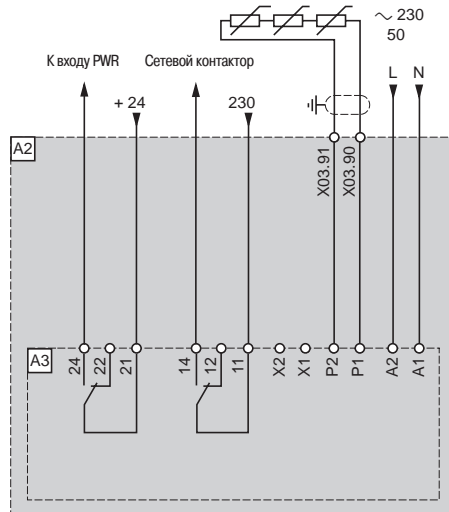 ∼ 230
50
К входу PWR
Сетевой контактор
+ 24
230
L
N
A2
X03.91
X03.90
A3
24
22
21
14
12
11
X2
X1
P2
P1
A2
A1